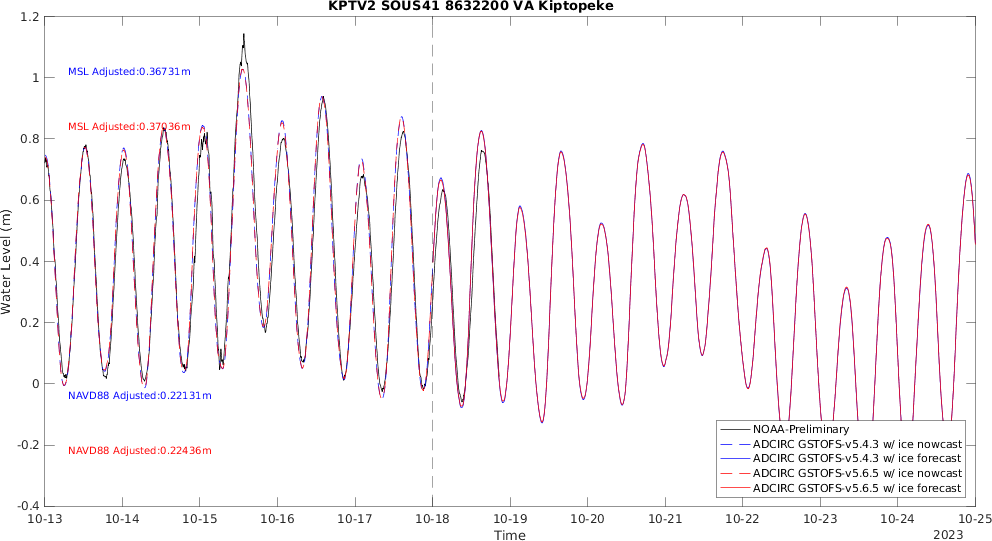 KPTV2 SOUS41 8632200 VA Kiptopeke
1.2
1
0.8
0.6
0.4
0.2
0
-0.2
-0.4
Water Level (m)
MSL Adjusted:0.36731m
MSL Adjusted:0.37036m
NAVD88 Adjusted:0.22131m
NAVD88 Adjusted:0.22436m
NOAA-Preliminary
ADCIRC GSTOFS-v5.4.3 w/ ice nowcast
ADCIRC GSTOFS-v5.4.3 w/ ice forecast
ADCIRC GSTOFS-v5.6.5 w/ ice nowcast
ADCIRC GSTOFS-v5.6.5 w/ ice forecast
10-13 10-14 10-15 10-16 10-17 10-18 10-19 10-20 10-21 10-22 10-23 10-24 10-25
Time
2023